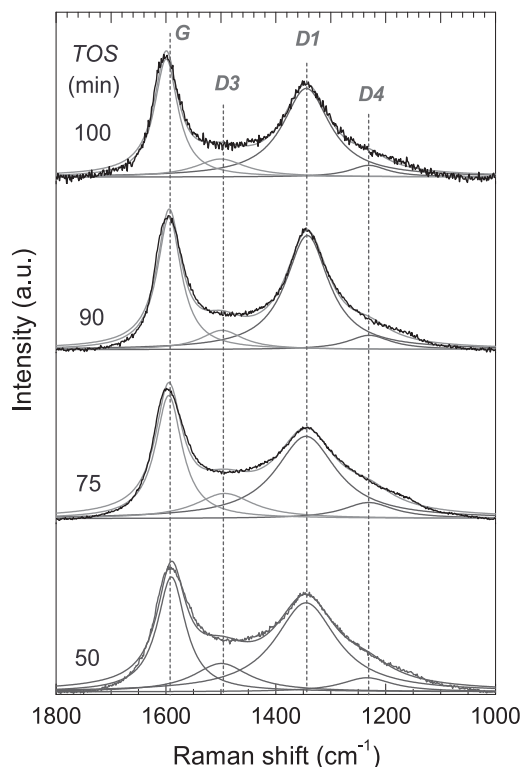 TOS
(min)
G
D3
D1
D4
100
90
75
50
Intensity (a.u.)
1800 1600 1400 1200 1000
Raman shift (cm⁻¹)